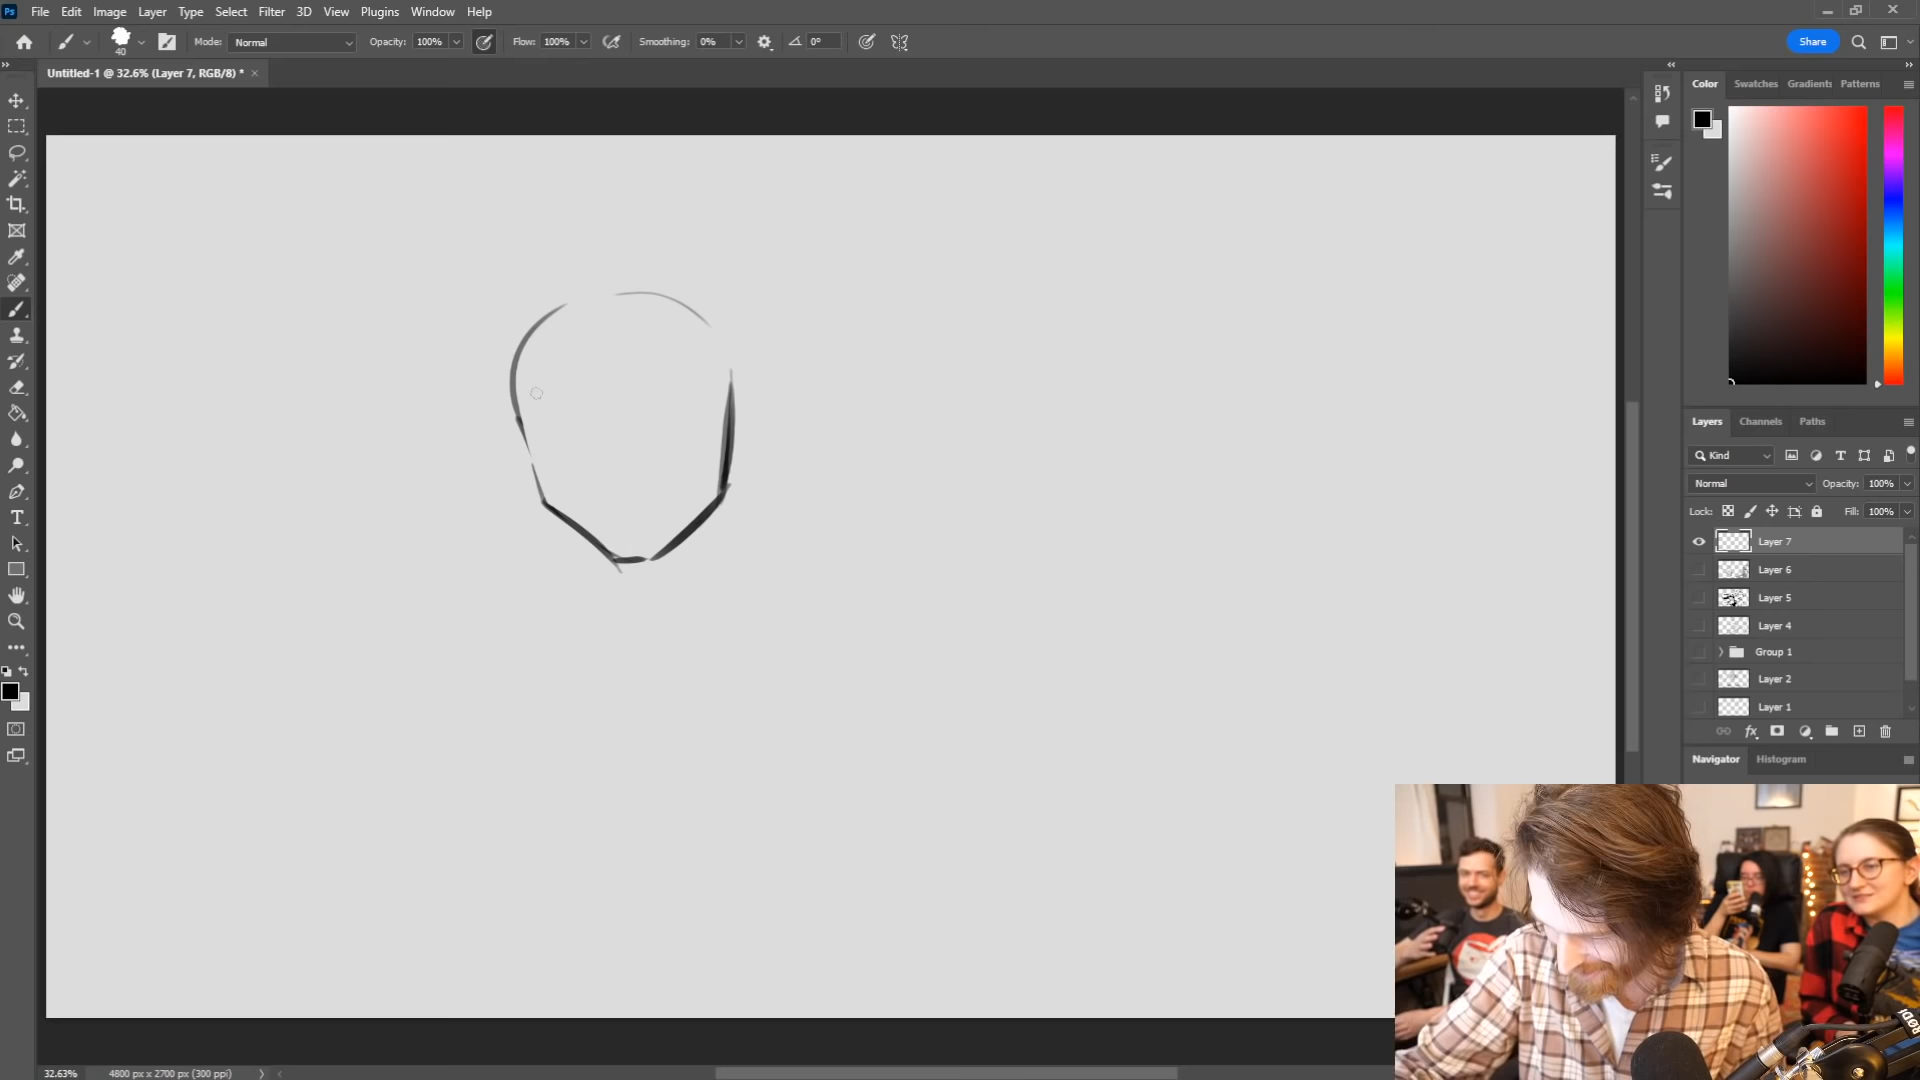 Ps File Edit Image Layer Type Select Filter 3D View Plugins Window Help
40 Mode: Normal Opacity: 100% Flow: 100% Smoothing: 0% 0° Share
Untitled-1 @ 32.6% (Layer 7, RGB/8) * ×
Color Swatches Gradients Patterns
Layers Channels Paths
Kind
Normal Opacity: 100%
Lock: Fill: 100%
Layer 7
Layer 6
Layer 5
Layer 4
Group 1
Layer 2
Layer 1
fx
Navigator Histogram
RØDE
32.63% 4800 px x 2700 px (300 ppi)